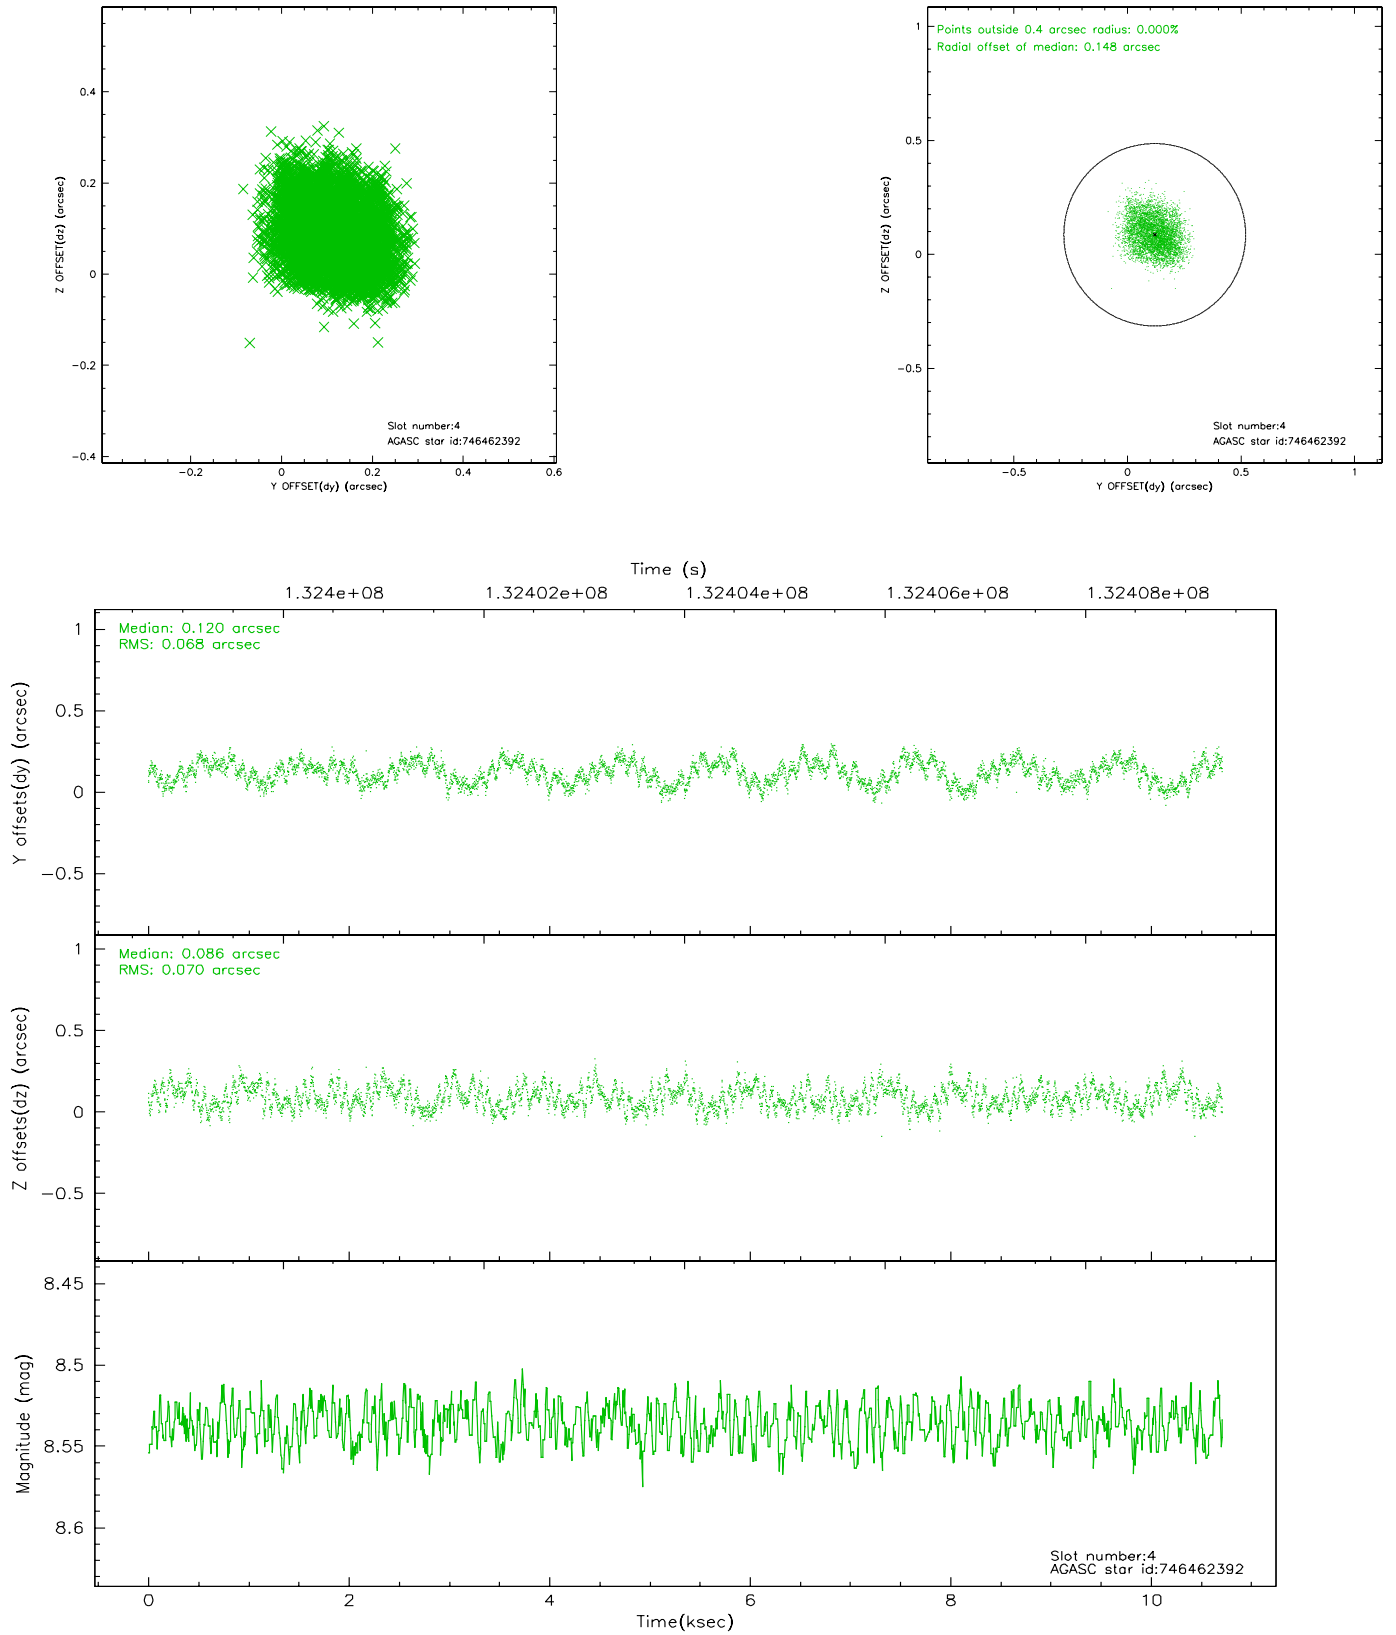 0.4
0.2
0
−0.2
−0.4
Z OFFSET(dz) (arcsec)
Slot number:4
AGASC star id:746462392
−0.2 0 0.2 0.4 0.6
Y OFFSET(dy) (arcsec)
Points outside 0.4 arcsec radius: 0.000%
Radial offset of median: 0.148 arcsec
1
0.5
0
−0.5
Z OFFSET(dz) (arcsec)
Slot number:4
AGASC star id:746462392
−0.5 0 0.5 1
Y OFFSET(dy) (arcsec)
Time (s)
1.324e+08 1.32402e+08 1.32404e+08 1.32406e+08 1.32408e+08
Median: 0.120 arcsec
RMS: 0.068 arcsec
1
0.5
0
−0.5
Y offsets(dy) (arcsec)
Median: 0.086 arcsec
RMS: 0.070 arcsec
1
0.5
0
−0.5
Z offsets(dz) (arcsec)
8.45
8.5
8.55
8.6
Magnitude (mag)
Slot number:4
AGASC star id:746462392
0 2 4 6 8 10
Time(ksec)